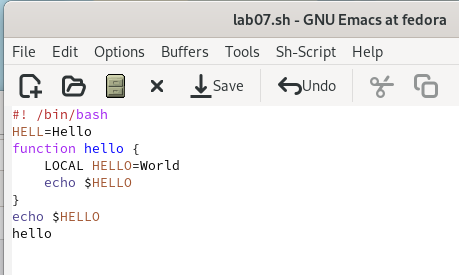 lab07.sh - GNU Emacs at fedora
File Edit Options Buffers Tools Sh-Script Help
Save Undo
#! /bin/bash
HELL=Hello
function hello {
    LOCAL HELLO=World
    echo $HELLO
}
echo $HELLO
hello